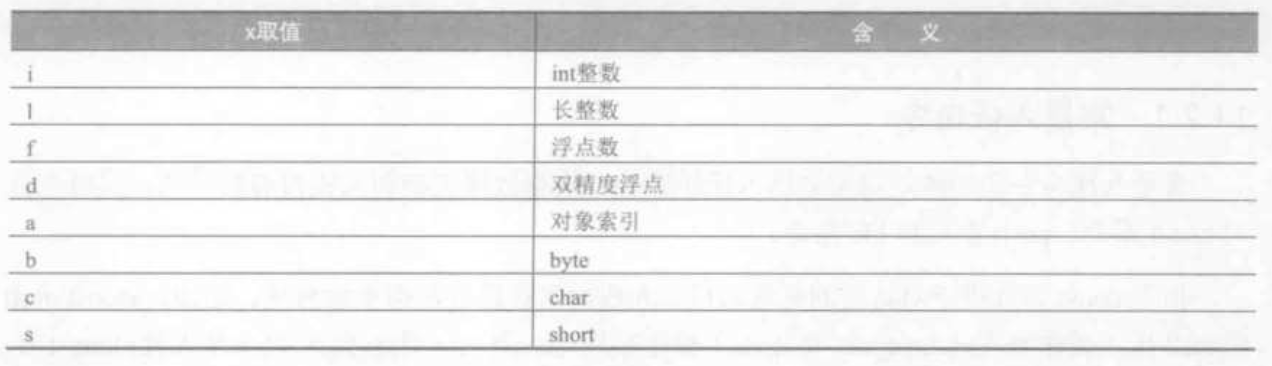 x取值 含 义
i int整数
l 长整数
f 浮点数
d 双精度浮点
a 对象索引
b byte
c char
s short